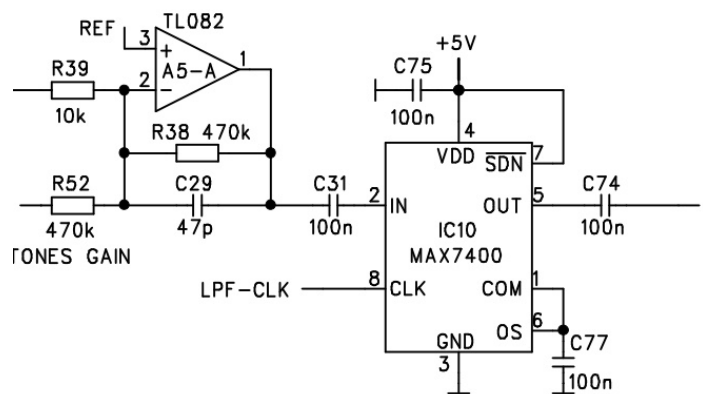 TL082
REF
3
+
1
A5-A
2
−
R39
10k
R38 470k
R52
470k
TONES GAIN
C29
47p
C31
100n
+5V
C75
100n
4
VDD
SDN
7
2
IN
OUT
5
IC10
MAX7400
C74
100n
LPF-CLK
8
CLK
COM
1
OS
6
GND
3
C77
100n